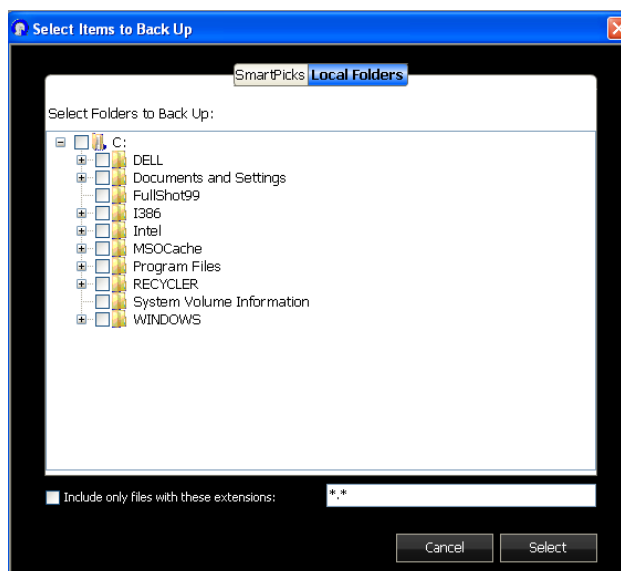 Select Items to Back Up
SmartPicks Local Folders
Select Folders to Back Up:
C:
DELL
Documents and Settings
FullShot99
I386
Intel
MSOCache
Program Files
RECYCLER
System Volume Information
WINDOWS
Include only files with these extensions: *.*
Cancel Select